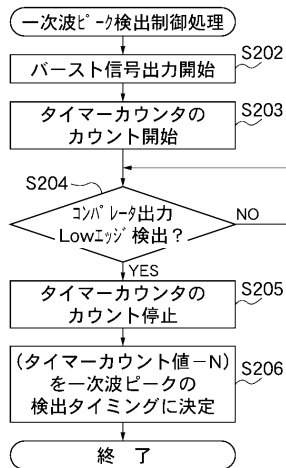 一次波ピーク検出制御処理
S202
バースト信号出力開始
S203
タイマーカウンタの
カウント開始
S204
コンパレータ出力
Lowエッジ検出?
NO
YES
S205
タイマーカウンタの
カウント停止
S206
(タイマーカウント値-N)
を一次波ピークの
検出タイミングに決定
終 了